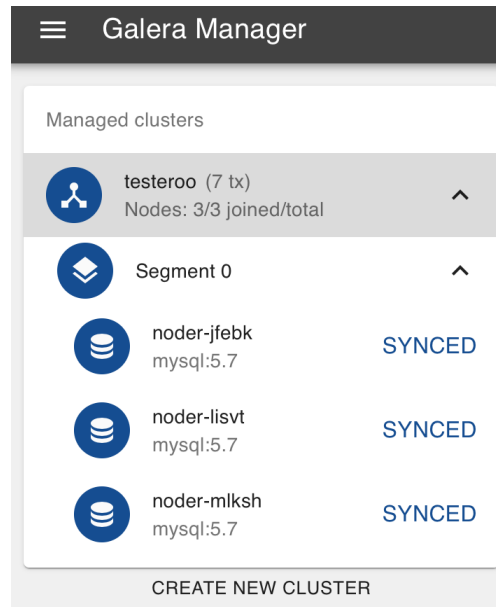 Galera Manager
Managed clusters
testeroo (7 tx)
Nodes: 3/3 joined/total
Segment 0
noder-jfebk
mysql:5.7
SYNCED
noder-lisvt
mysql:5.7
SYNCED
noder-mlksh
mysql:5.7
SYNCED
CREATE NEW CLUSTER